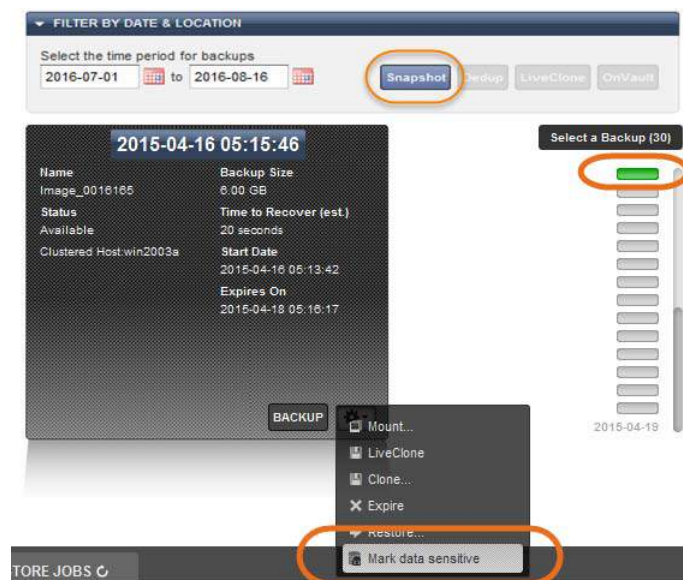 FILTER BY DATE & LOCATION
Select the time period for backups
2016-07-01 to 2016-08-16
Snapshot Dedup LiveClone OnVault
2015-04-16 05:15:46
Select a Backup (30)
Name Backup Size
Image_0016165 6.00 GB
Status Time to Recover (est.)
Available 20 seconds
Clustered Host:win2003a Start Date
2015-04-16 05:13:42
Expires On
2015-04-18 05:16:17
BACKUP
2015-04-19
Mount...
LiveClone
Clone...
Expire
Restore...
Mark data sensitive
TORE JOBS